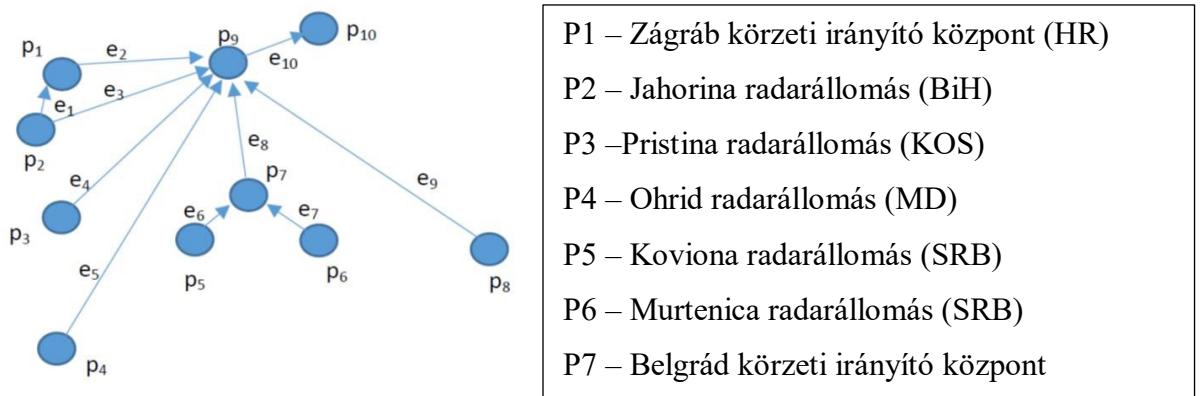 p9
p10
p1
e2
e10
e3
e1
p2
e8
e4
p7
e9
e6
e7
p3
e5
p5
p6
p8
p4
P1 – Zágráb körzeti irányító központ (HR)
P2 – Jahorina radarállomás (BiH)
P3 –Pristina radarállomás (KOS)
P4 – Ohrid radarállomás (MD)
P5 – Koviona radarállomás (SRB)
P6 – Murtenica radarállomás (SRB)
P7 – Belgrád körzeti irányító központ